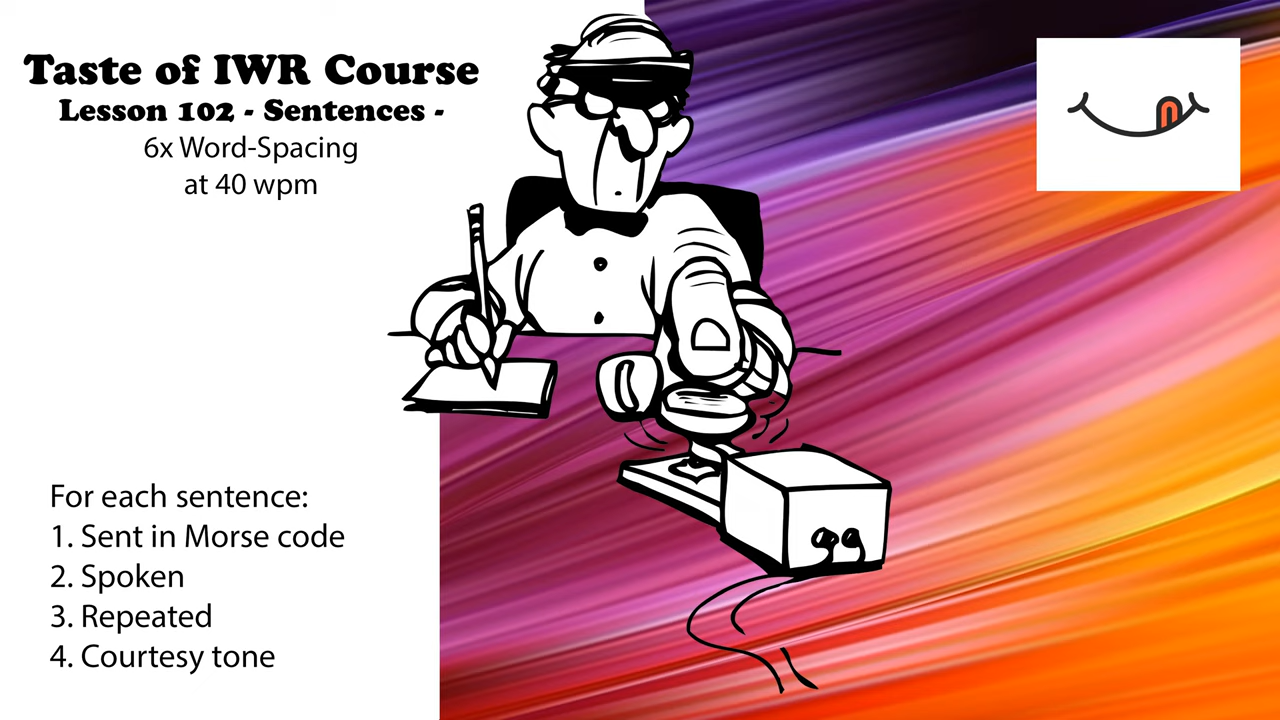 Taste of IWR Course
Lesson 102 - Sentences -
6x Word-Spacing
at 40 wpm
For each sentence:
1. Sent in Morse code
2. Spoken
3. Repeated
4. Courtesy tone